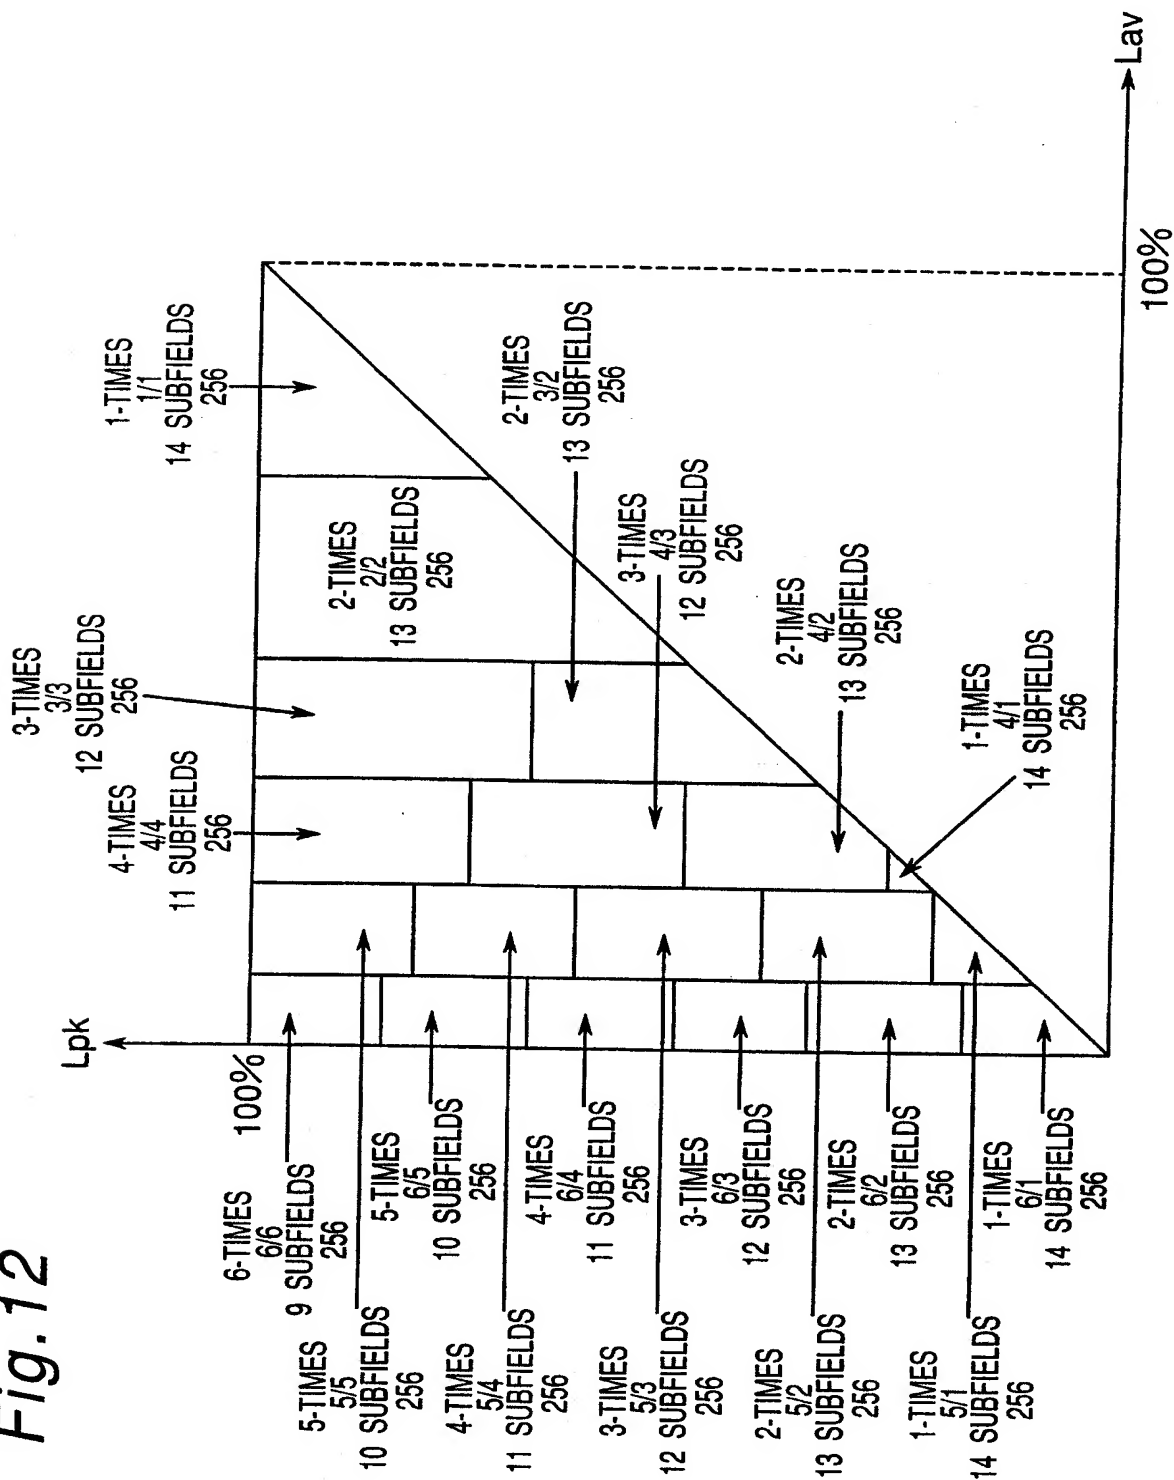 Fig.12
Lpk
100%
6-TIMES
6/6
9 SUBFIELDS
256
5-TIMES
5/5
10 SUBFIELDS
256
5-TIMES
6/5
10 SUBFIELDS
256
4-TIMES
5/4
11 SUBFIELDS
256
4-TIMES
6/4
11 SUBFIELDS
256
3-TIMES
5/3
12 SUBFIELDS
256
3-TIMES
6/3
12 SUBFIELDS
256
2-TIMES
5/2
13 SUBFIELDS
256
2-TIMES
6/2
13 SUBFIELDS
256
1-TIMES
5/1
14 SUBFIELDS
256
1-TIMES
6/1
14 SUBFIELDS
256
4-TIMES
4/4
11 SUBFIELDS
256
3-TIMES
3/3
12 SUBFIELDS
256
2-TIMES
2/2
13 SUBFIELDS
256
1-TIMES
1/1
14 SUBFIELDS
256
2-TIMES
3/2
13 SUBFIELDS
256
3-TIMES
4/3
12 SUBFIELDS
256
2-TIMES
4/2
13 SUBFIELDS
256
1-TIMES
4/1
14 SUBFIELDS
256
100%
Lav